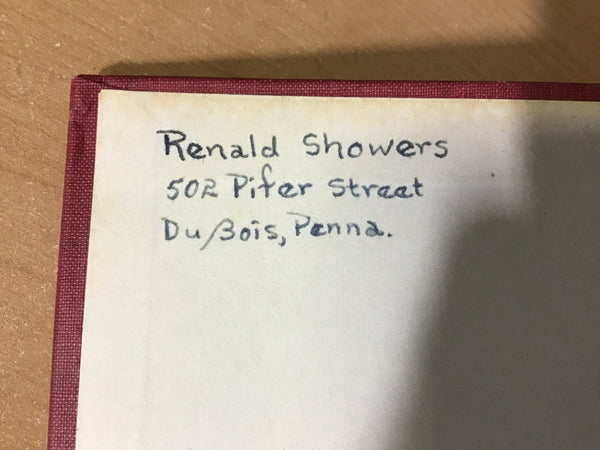 Renald Showers
502 Pifer Street
DuBois, Penna.